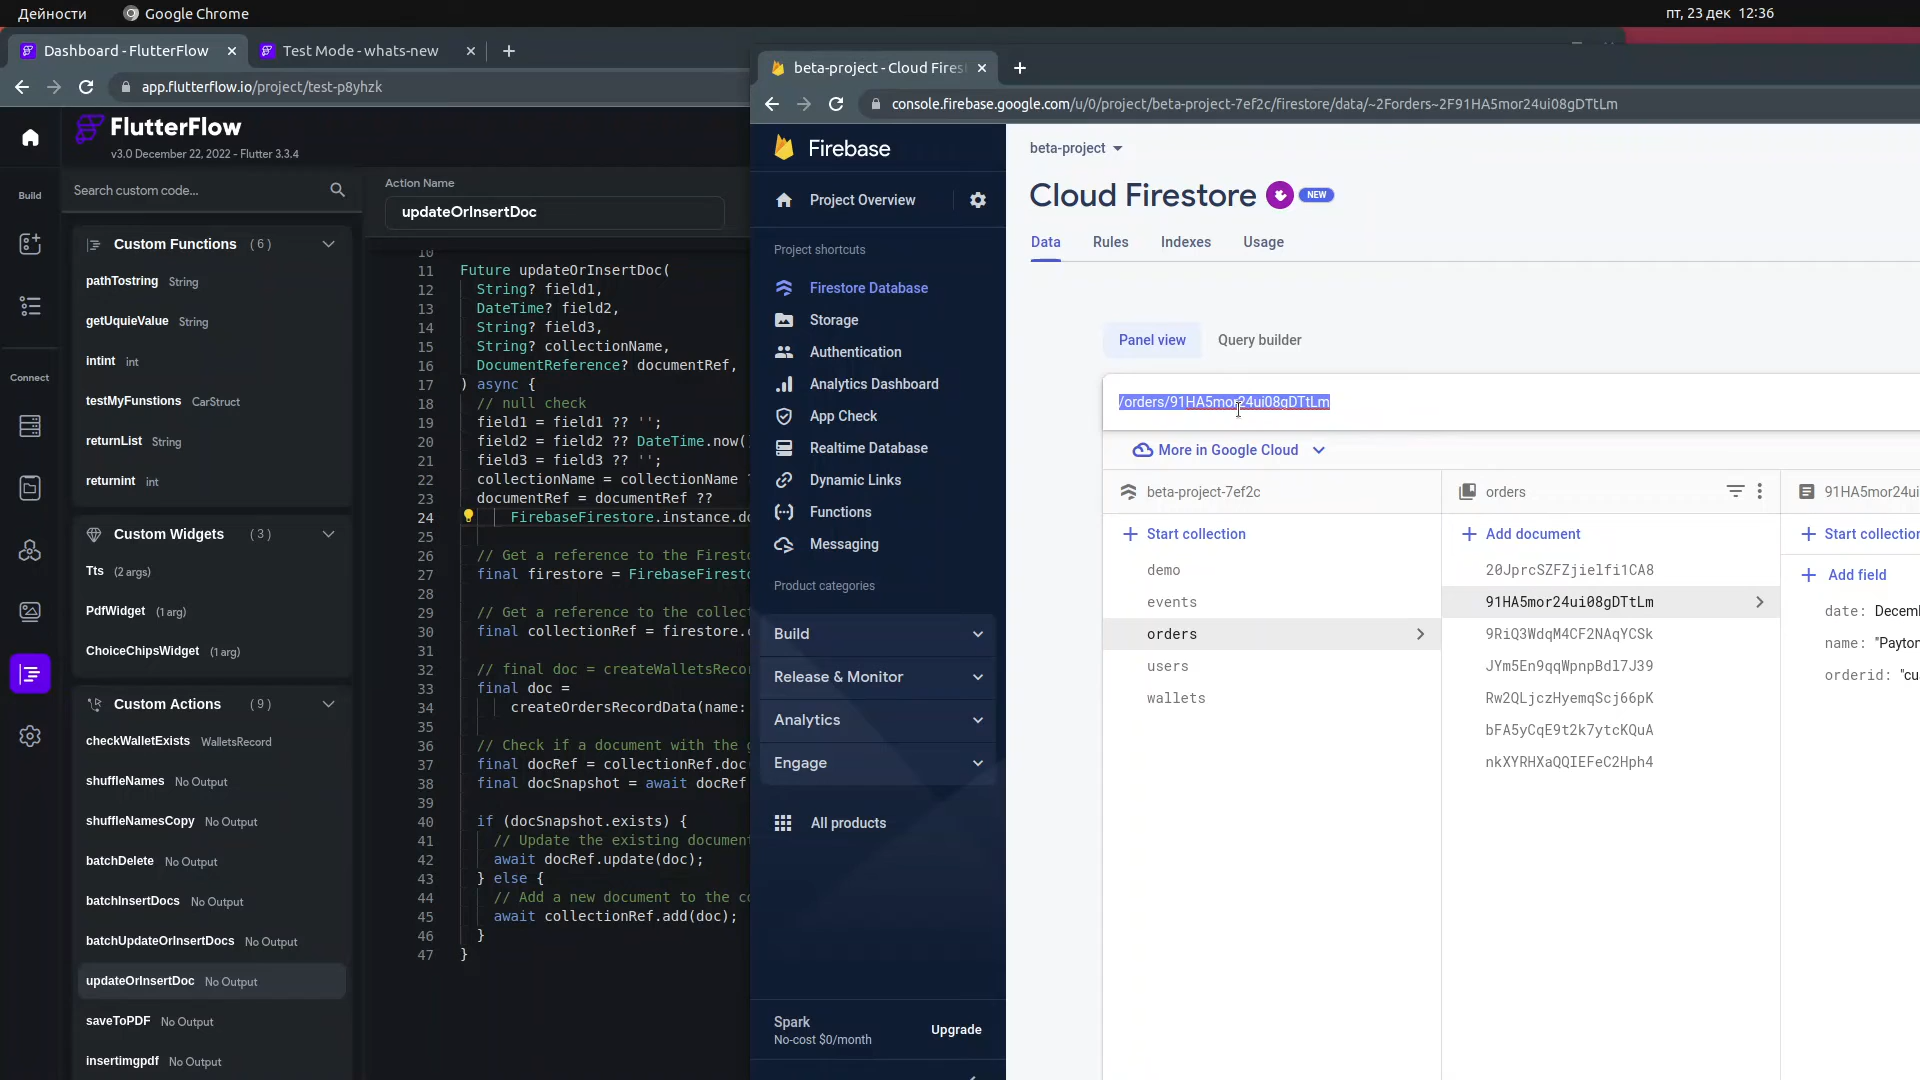 Дейности
Google Chrome
пт, 23 дек 12:36
Dashboard - FlutterFlow
Test Mode - whats-new
app.flutterflow.io/project/test-p8yhzk
FlutterFlow
v3.0 December 22, 2022 - Flutter 3.3.4
Build
Connect
Search custom code...
Custom Functions (6)
pathTostring String
getUquieValue String
intint int
testMyFunstions CarStruct
returnList String
returnint int
Custom Widgets (3)
Tts (2 args)
PdfWidget (1 arg)
ChoiceChipsWidget (1 arg)
Custom Actions (9)
checkWalletExists WalletsRecord
shuffleNames No Output
shuffleNamesCopy No Output
batchDelete No Output
batchInsertDocs No Output
batchUpdateOrInsertDocs No Output
updateOrInsertDoc No Output
saveToPDF No Output
insertimgpdf No Output
Action Name
updateOrInsertDoc
10
11 Future updateOrInsertDoc(
12 String? field1,
13 DateTime? field2,
14 String? field3,
15 String? collectionName,
16 DocumentReference? documentRef,
17 ) async {
18 // null check
19 field1 = field1 ?? '';
20 field2 = field2 ?? DateTime.now(
21 field3 = field3 ?? '';
22 collectionName = collectionName ?
23 documentRef = documentRef ??
24 FirebaseFirestore.instance.do
25
26 // Get a reference to the Firesto
27 final firestore = FirebaseFiresto
28
29 // Get a reference to the collect
30 final collectionRef = firestore.c
31
32 // final doc = createWalletsRecor
33 final doc =
34 createOrdersRecordData(name:
35
36 // Check if a document with the g
37 final docRef = collectionRef.doc
38 final docSnapshot = await docRef
39
40 if (docSnapshot.exists) {
41 // Update the existing document
42 await docRef.update(doc);
43 } else {
44 // Add a new document to the co
45 await collectionRef.add(doc);
46 }
47 }
beta-project - Cloud Fires
console.firebase.google.com/u/0/project/beta-project-7ef2c/firestore/data/~2Forders~2F91HA5mor24ui08gDTtLm
Firebase
Project Overview
Project shortcuts
Firestore Database
Storage
Authentication
Analytics Dashboard
App Check
Realtime Database
Dynamic Links
Functions
Messaging
Product categories
Build
Release & Monitor
Analytics
Engage
All products
Spark
No-cost $0/month
Upgrade
beta-project
Cloud Firestore NEW
Data Rules Indexes Usage
Panel view Query builder
/orders/91HA5mor24ui08gDTtLm
More in Google Cloud
beta-project-7ef2c
Start collection
demo
events
orders
users
wallets
orders
Add document
20JprcSZFZjielfi1CA8
91HA5mor24ui08gDTtLm
9RiQ3WdqM4CF2NAqYCSk
JYm5En9qqWpnpBdl7J39
Rw2QLjczHyemqScj66pK
bFA5yCqE9t2k7ytcKQuA
nkXYRHXaQQIEFeC2Hph4
91HA5mor24ui
Start collection
Add field
date: Decem
name: "Payton
orderid: "cu